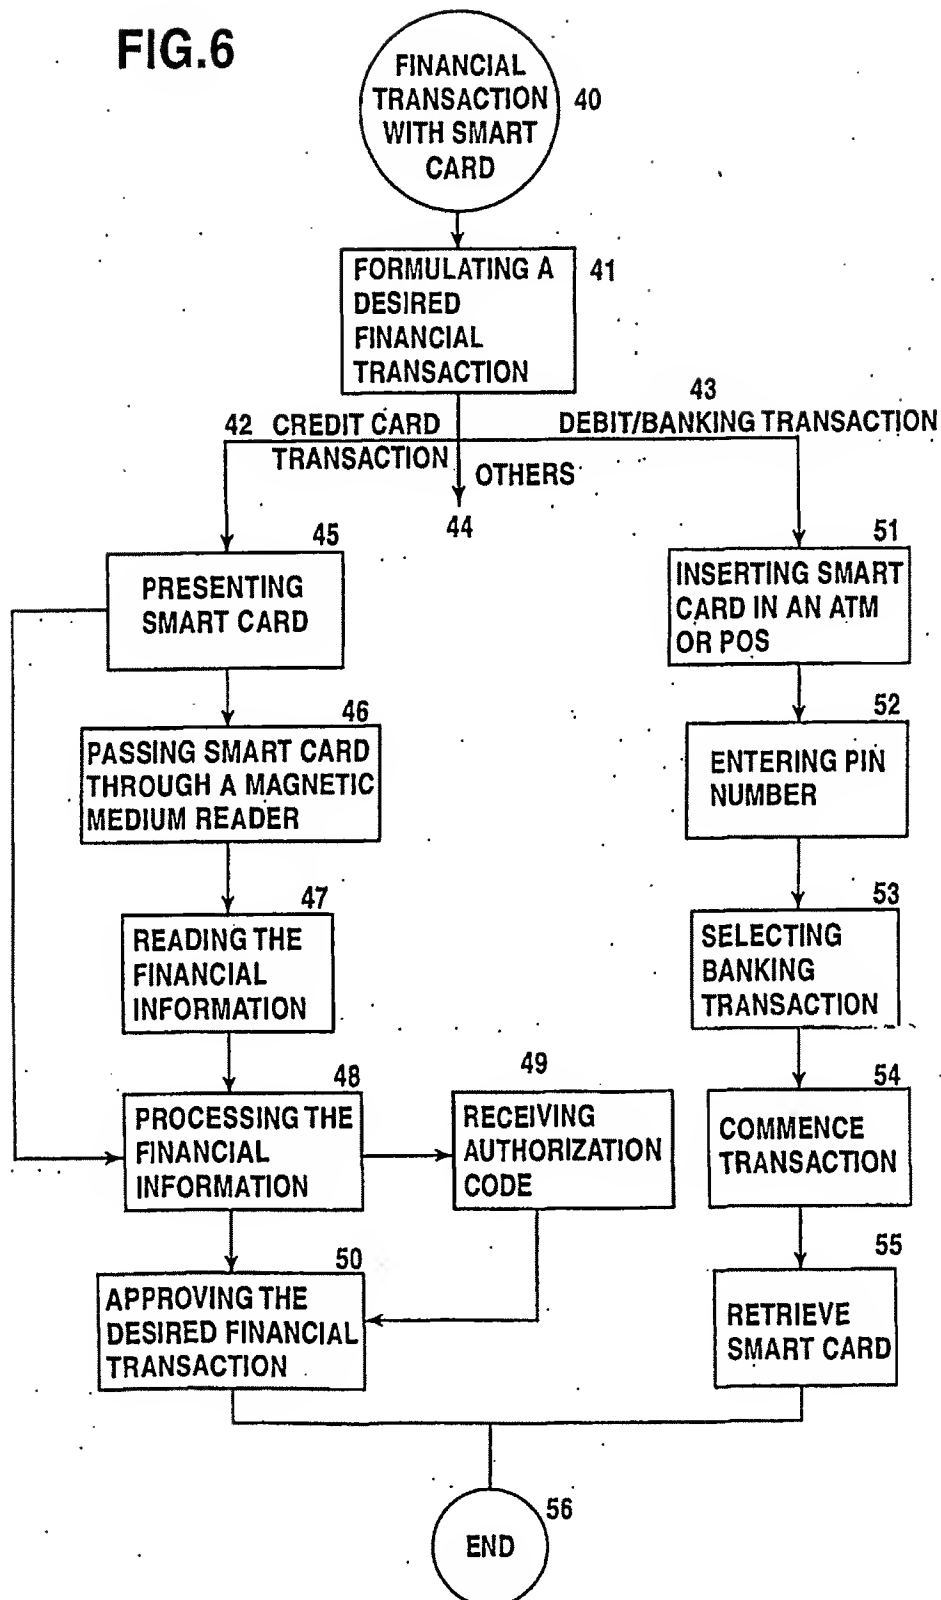 FIG.6
FINANCIAL
TRANSACTION
WITH SMART
CARD
40
FORMULATING A
DESIRED
FINANCIAL
TRANSACTION
41
42 CREDIT CARD
TRANSACTION
43
DEBIT/BANKING TRANSACTION
OTHERS
44
45
PRESENTING
SMART CARD
46
PASSING SMART CARD
THROUGH A MAGNETIC
MEDIUM READER
47
READING THE
FINANCIAL
INFORMATION
48
PROCESSING THE
FINANCIAL
INFORMATION
49
RECEIVING
AUTHORIZATION
CODE
50
APPROVING THE
DESIRED FINANCIAL
TRANSACTION
51
INSERTING SMART
CARD IN AN ATM
OR POS
52
ENTERING PIN
NUMBER
53
SELECTING
BANKING
TRANSACTION
54
COMMENCE
TRANSACTION
55
RETRIEVE
SMART CARD
56
END